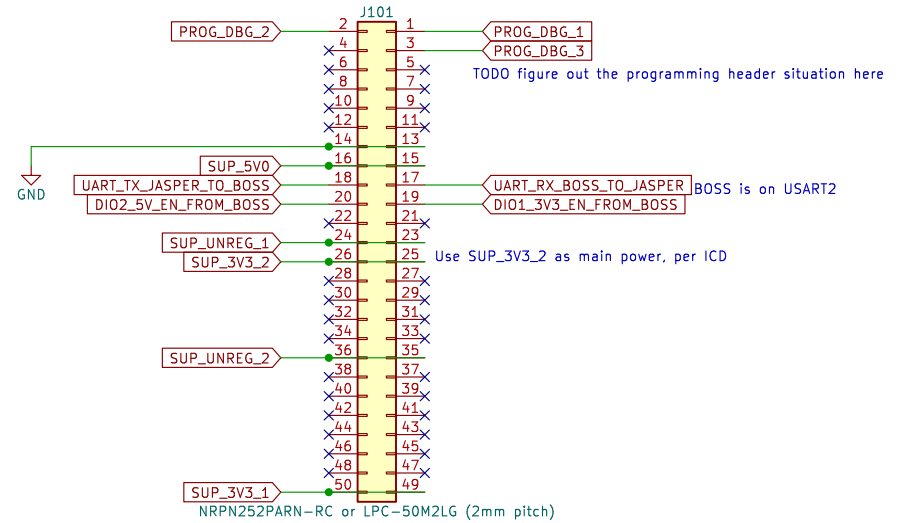 J101
PROG_DBG_2 2 1 PROG_DBG_1
4 3 PROG_DBG_3
6 5 TODO figure out the programming header situation here
8 7
10 9
12 11
14 13
SUP_5V0 16 15
UART_TX_JASPER_TO_BOSS 18 17 UART_RX_BOSS_TO_JASPER BOSS is on USART2
GND
DIO2_5V_EN_FROM_BOSS 20 19 DIO1_3V3_EN_FROM_BOSS
22 21
SUP_UNREG_1 24 23
SUP_3V3_2 26 25 Use SUP_3V3_2 as main power, per ICD
28 27
30 29
32 31
34 33
SUP_UNREG_2 36 35
38 37
40 39
42 41
44 43
46 45
48 47
SUP_3V3_1 50 49
NRPN252PARN-RC or LPC-50M2LG (2mm pitch)